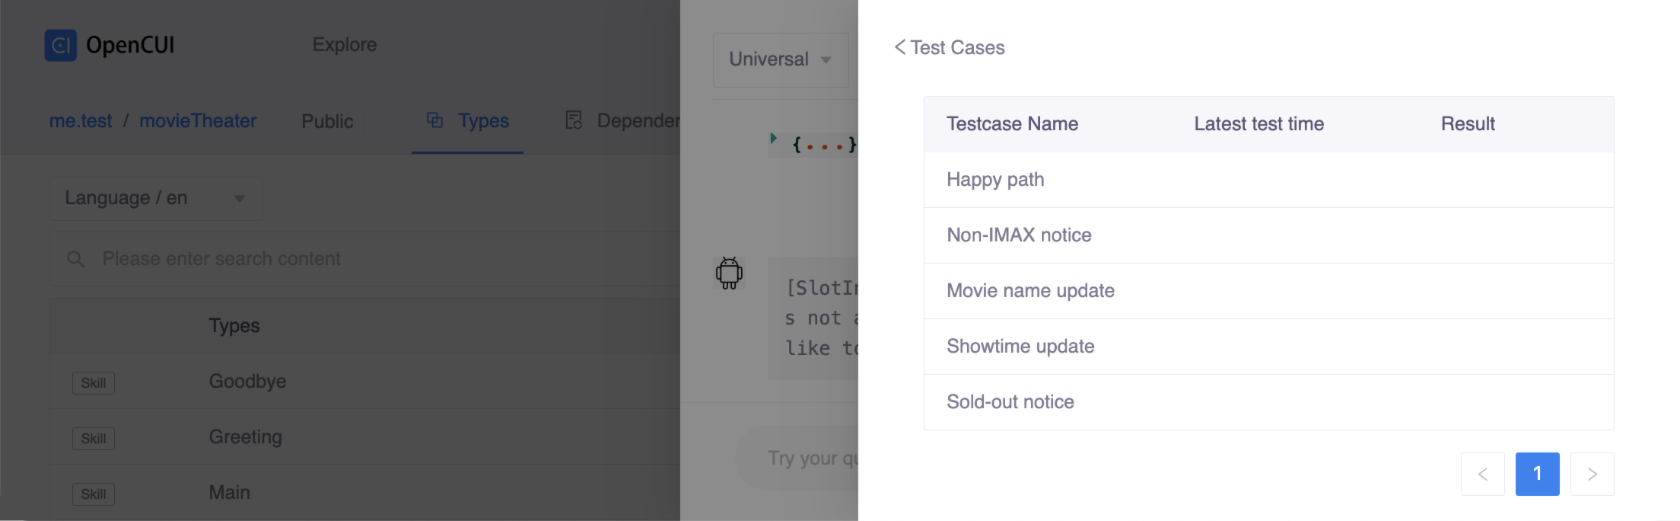 OpenCUI
Explore
me.test / movieTheater
Public
Types
Language / en
Please enter search content
Types
Skill Goodbye
Skill Greeting
Skill Main
Universal
{...}
s not
like
Try your
< Test Cases
Testcase Name Latest test time Result
Happy path
Non-IMAX notice
Movie name update
Showtime update
Sold-out notice
< 1 >